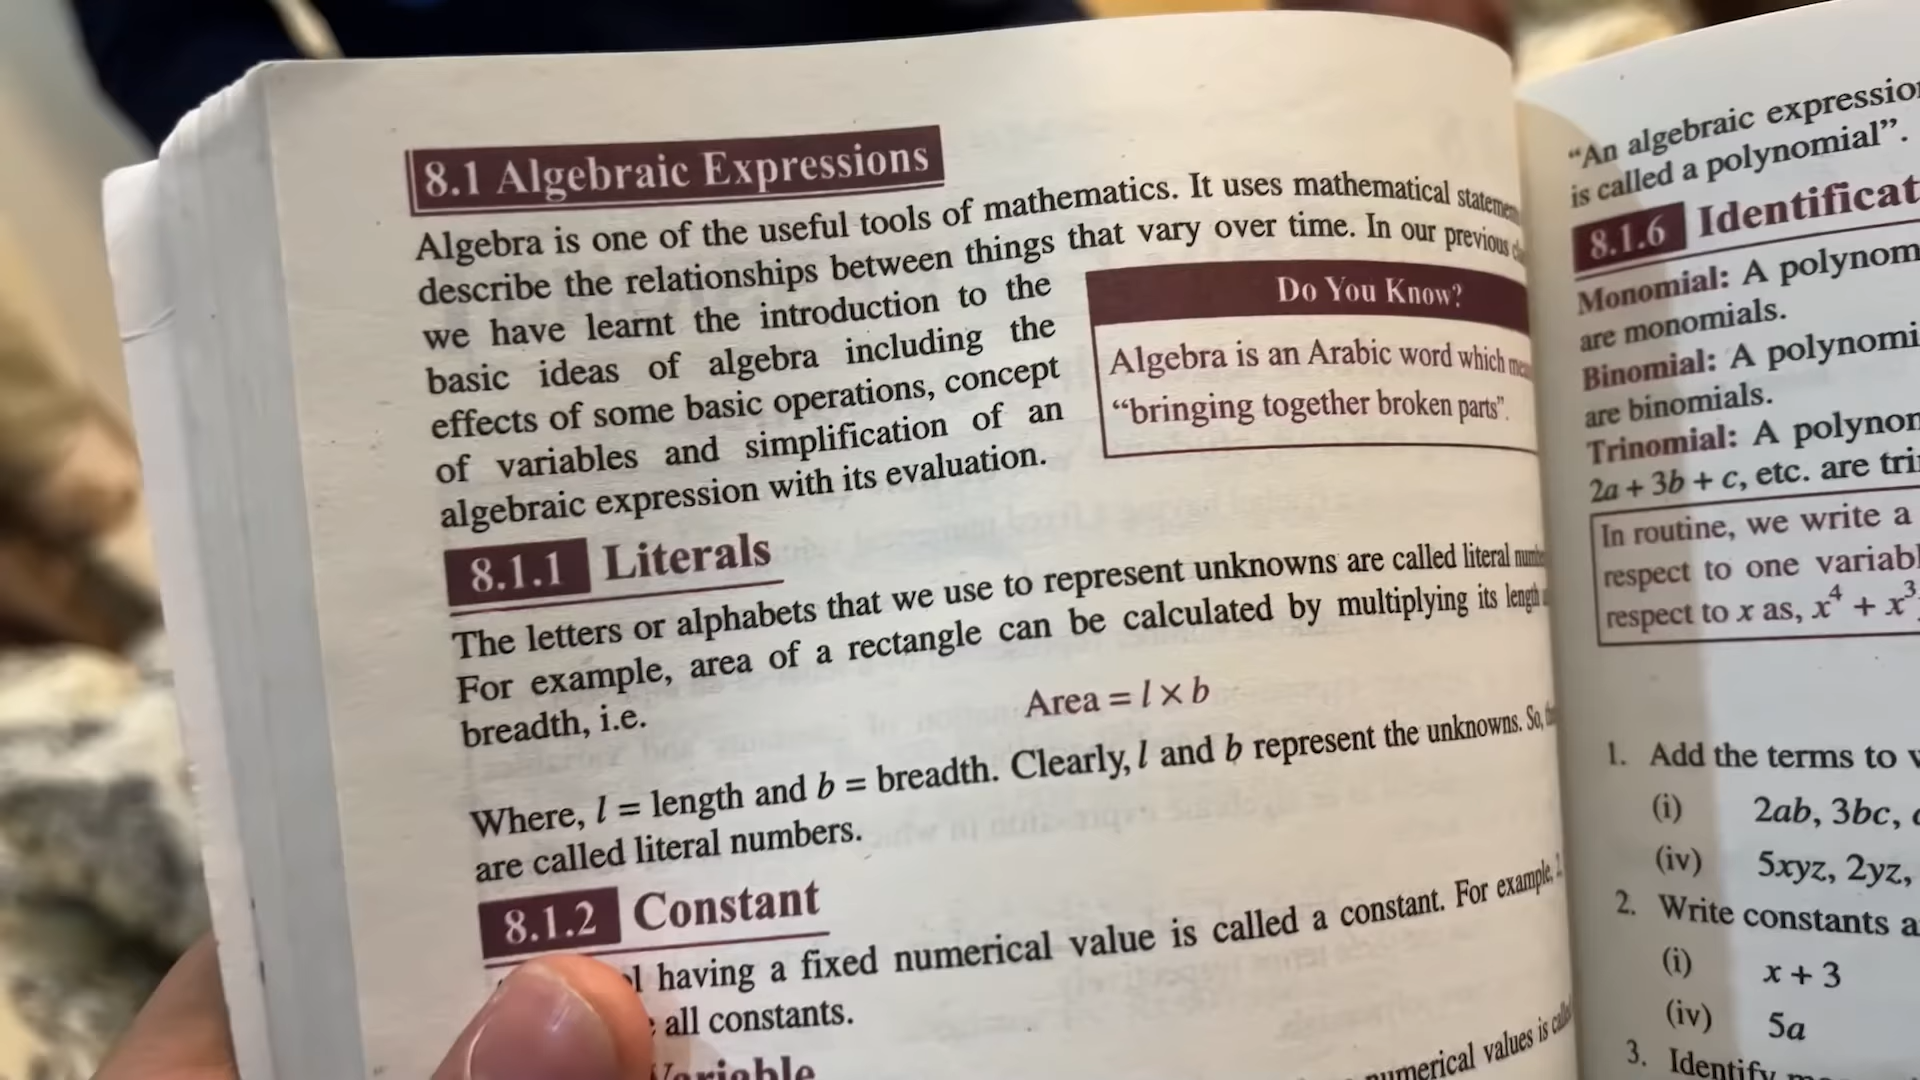 8.1 Algebraic Expressions
Algebra is one of the useful tools of mathematics. It uses mathematical
describe the relationships between things that vary over time. In our previous
we have learnt the introduction to the
basic ideas of algebra including the
effects of some basic operations, concept
of variables and simplification of an
algebraic expression with its evaluation.
Do You Know?
Algebra is an Arabic word which
“bringing together broken parts”.
8.1.1 Literals
The letters or alphabets that we use to represent unknowns are called literal
For example, area of a rectangle can be calculated by multiplying its length
breadth, i.e.
Area = l × b
Where, l = length and b = breadth. Clearly, l and b represent the unknowns. So,
are called literal numbers.
8.1.2 Constant
having a fixed numerical value is called a constant. For example,
all constants.
Variable
numerical values is
“An algebraic expression
is called a polynomial”.
8.1.6
Monomial: A
are monomials.
Binomial: A
are binomials.
Trinomial: A
2a + 3b + c, etc. are
In routine, we write a
respect to one
respect to x as, x⁴ + x³
1. Add the terms to
(i) 2ab, 3bc,
(iv) 5xyz, 2yz,
2. Write constants
(i) x + 3
(iv) 5a
3. Identify